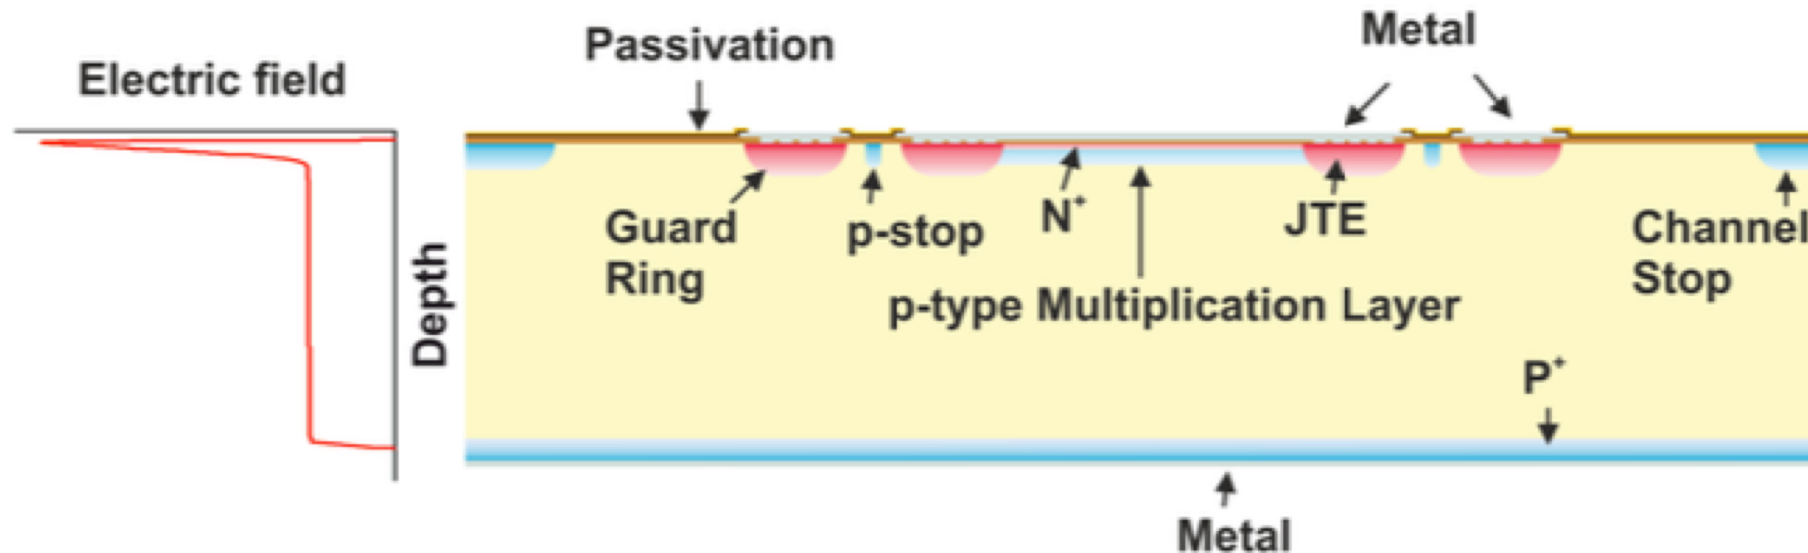 Electric field
Depth
Passivation
Metal
Guard
Ring
p-stop
N⁺
JTE
Channel
Stop
p-type Multiplication Layer
P⁺
Metal